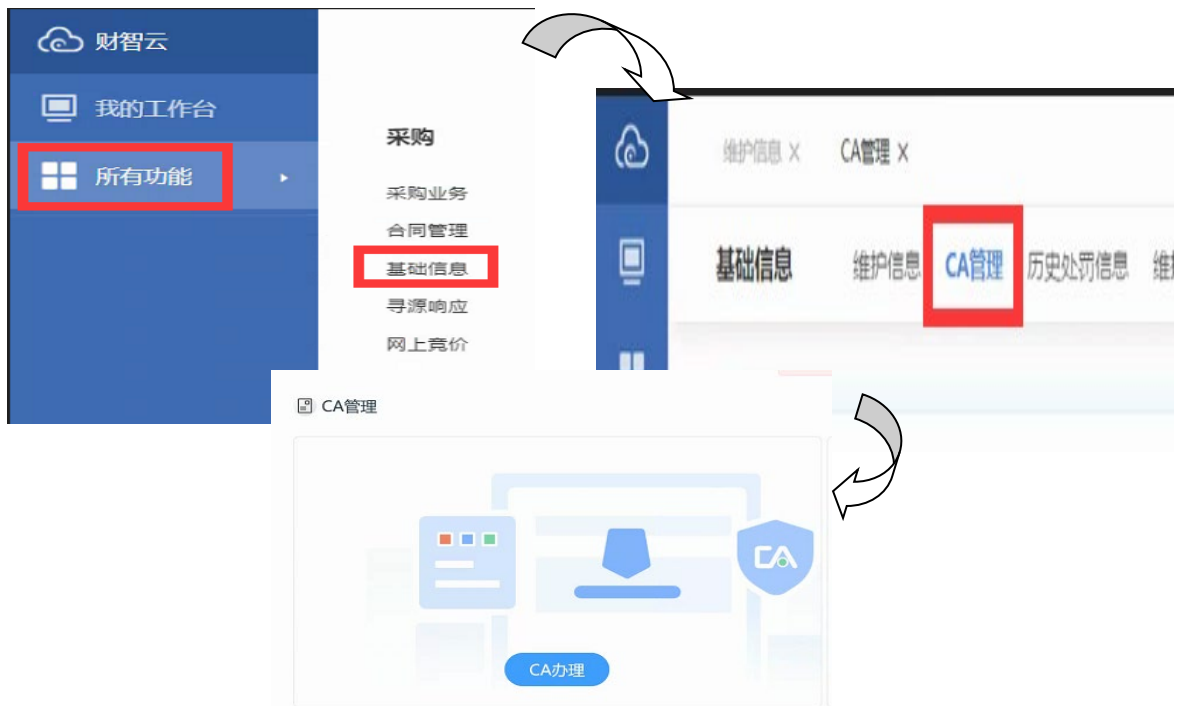 财智云
我的工作台
所有功能
采购
采购业务
合同管理
基础信息
寻源响应
网上竞价
维护信息 × CA管理 ×
基础信息 维护信息 CA管理 历史处罚信息
CA管理
CA
CA办理